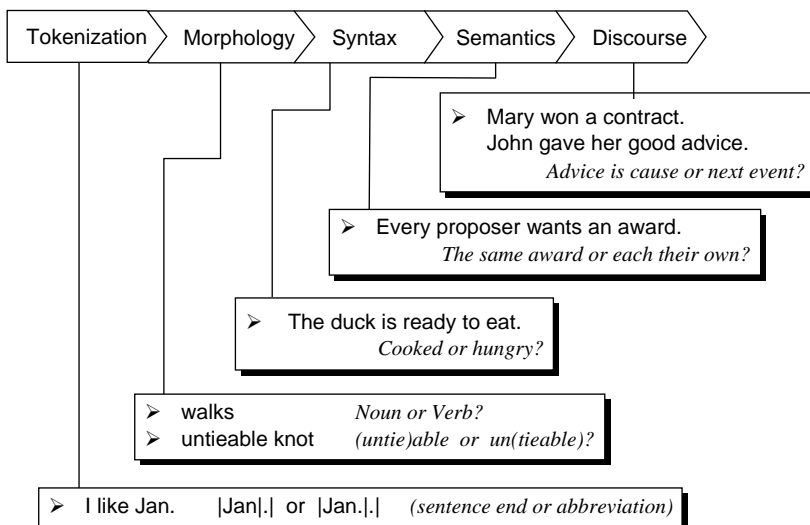 Tokenization Morphology Syntax Semantics Discourse
➢ Mary won a contract.
John gave her good advice.
Advice is cause or next event?
➢ Every proposer wants an award.
The same award or each their own?
➢ The duck is ready to eat.
Cooked or hungry?
➢ walks Noun or Verb?
➢ untieable knot (untie)able or un(tieable)?
➢ I like Jan. |Jan|.| or |Jan.|.| (sentence end or abbreviation)